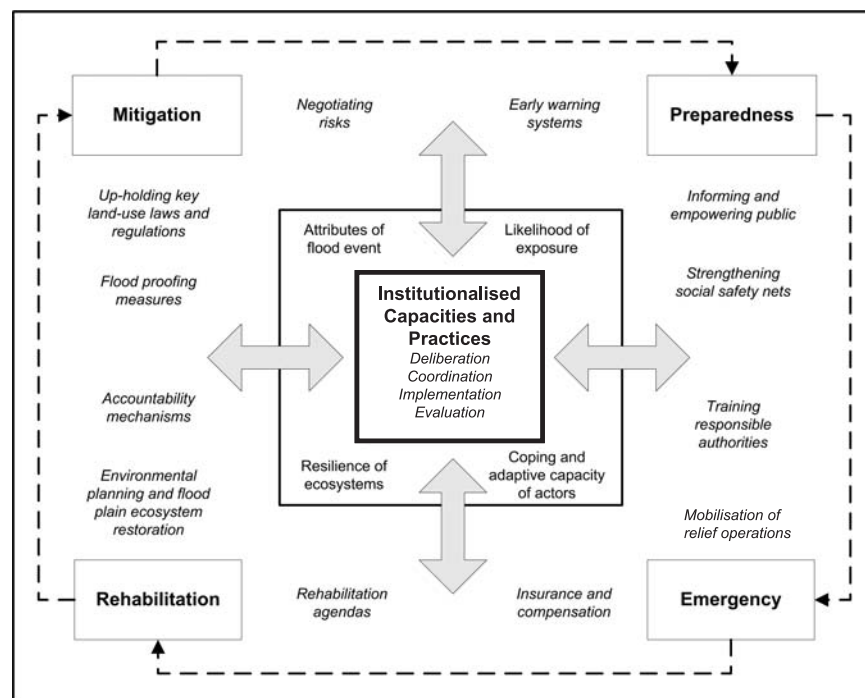 Mitigation
Negotiating
risks
Early warning
systems
Preparedness
Up-holding key
land-use laws and
regulations
Attributes of
flood event
Likelihood of
exposure
Informing and
empowering public
Flood proofing
measures
Institutionalised
Capacities and
Practices
Deliberation
Coordination
Implementation
Evaluation
Strengthening
social safety nets
Accountability
mechanisms
Training
responsible
authorities
Environmental
planning and flood
plain ecosystem
restoration
Resilience of
ecosystems
Coping and
adaptive capacity
of actors
Mobilisation of
relief operations
Rehabilitation
Rehabilitation
agendas
Insurance and
compensation
Emergency